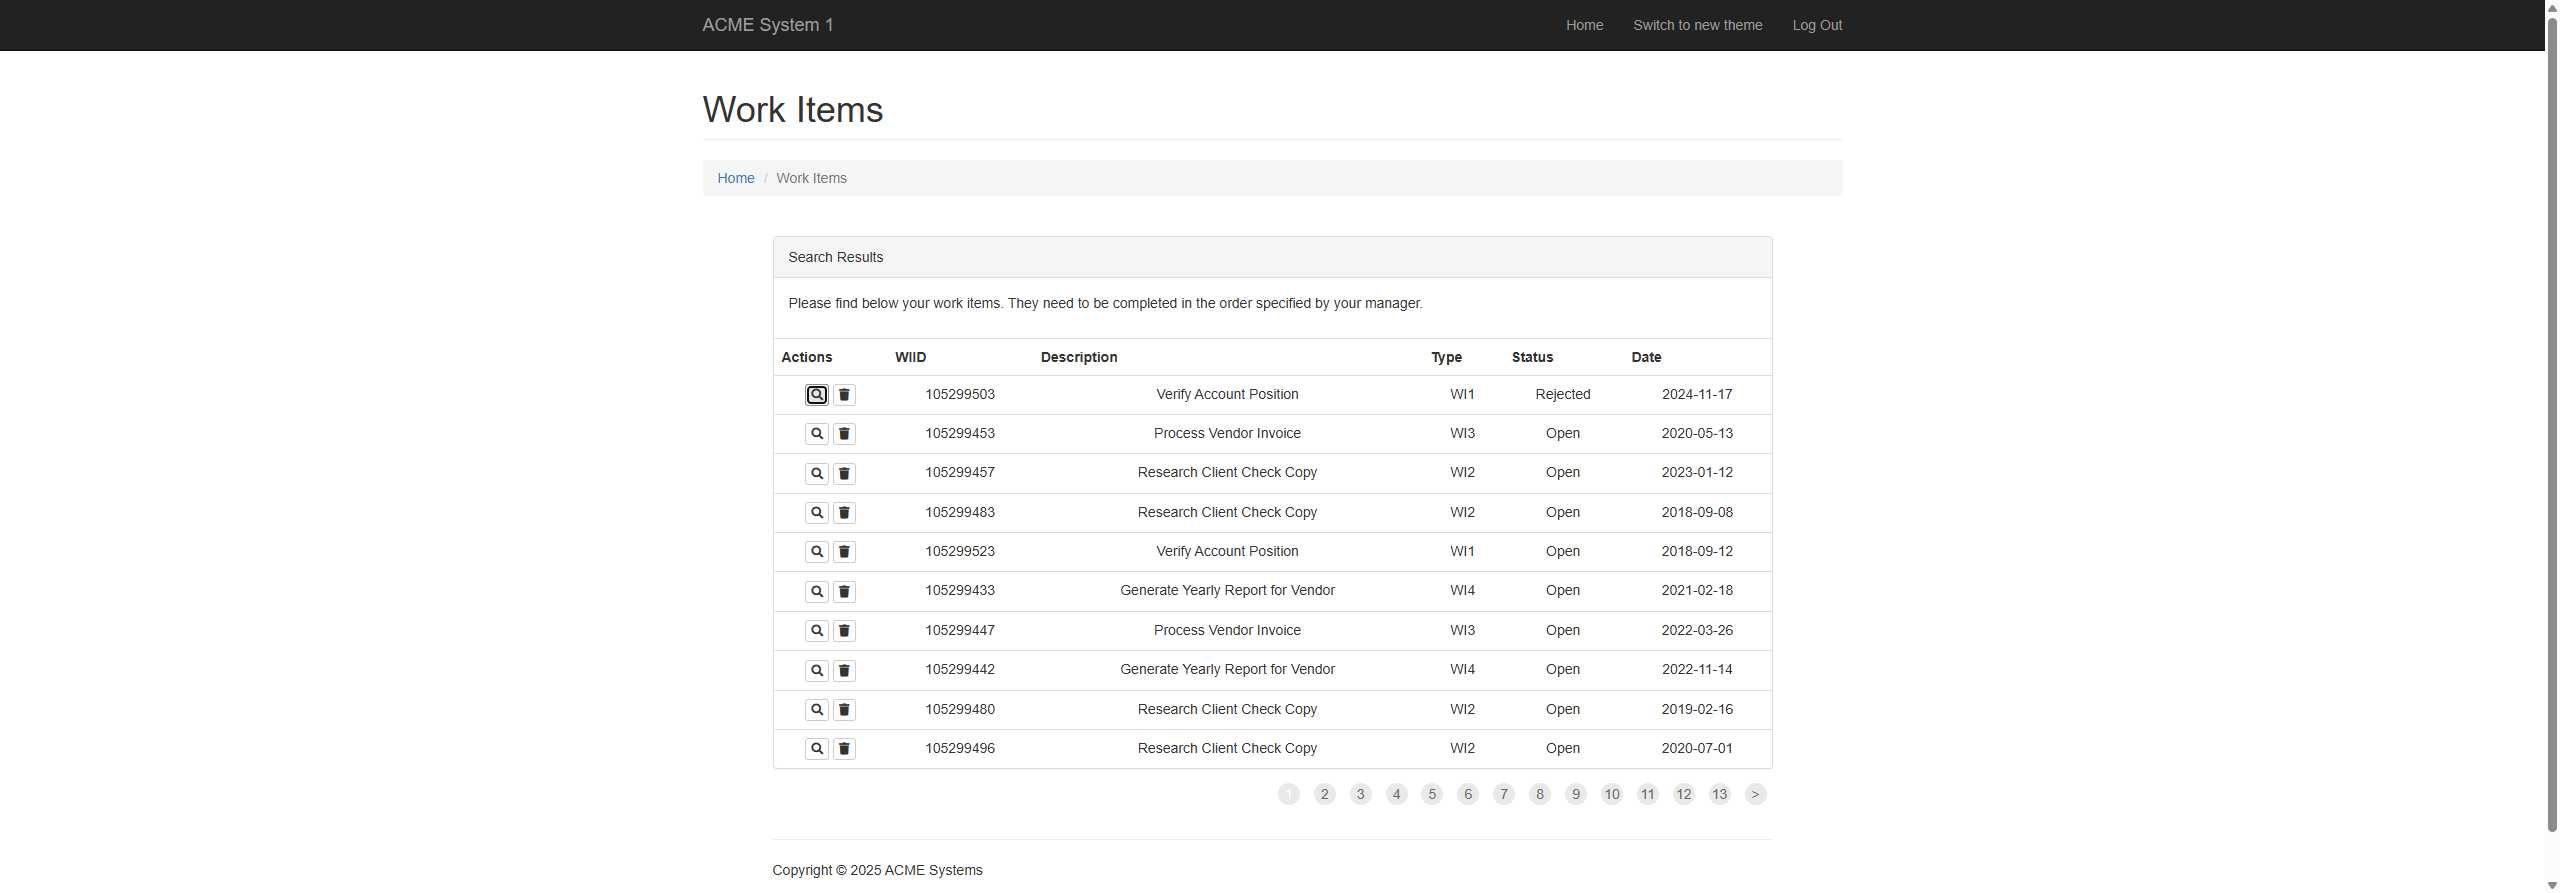 ACME System 1 Home Switch to new theme Log Out
Work Items
Home / Work Items
Search Results
Please find below your work items. They need to be completed in the order specified by your manager.
Actions WIID Description Type Status Date
105299503 Verify Account Position WI1 Rejected 2024-11-17
105299453 Process Vendor Invoice WI3 Open 2020-05-13
105299457 Research Client Check Copy WI2 Open 2023-01-12
105299483 Research Client Check Copy WI2 Open 2018-09-08
105299523 Verify Account Position WI1 Open 2018-09-12
105299433 Generate Yearly Report for Vendor WI4 Open 2021-02-18
105299447 Process Vendor Invoice WI3 Open 2022-03-26
105299442 Generate Yearly Report for Vendor WI4 Open 2022-11-14
105299480 Research Client Check Copy WI2 Open 2019-02-16
105299496 Research Client Check Copy WI2 Open 2020-07-01
1 2 3 4 5 6 7 8 9 10 11 12 13 >
Copyright © 2025 ACME Systems